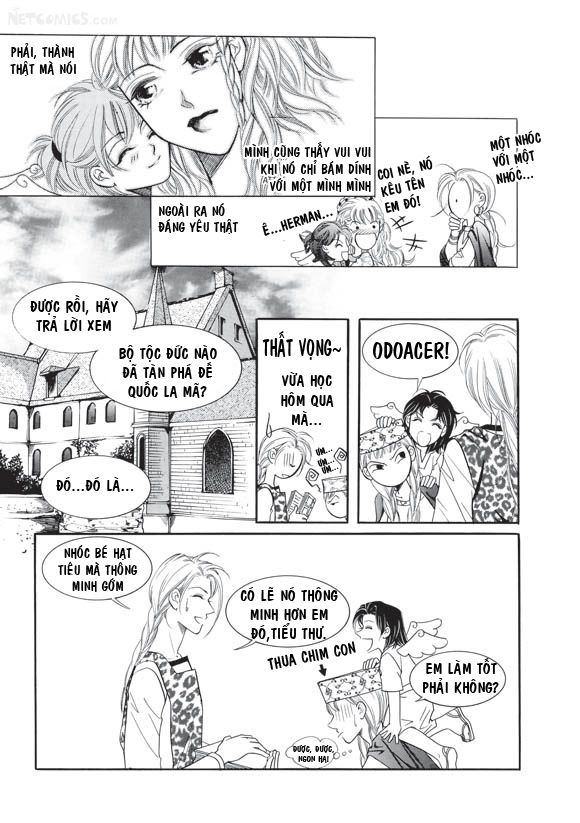 NETCOMICS.COM
PHẢI, THÀNH
THẬT MÀ NÓI
MÌNH CŨNG THẤY VUI VUI
KHI NÓ CHỈ BÁM DÍNH
VỚI MỘT MÌNH MÌNH
NGOÀI RA NÓ
ĐÁNG YÊU THẬT
Ê...HERMAN...
COI NÈ, NÓ
KÊU TÊN
EM ĐÓ!
MỘT NHÓC
VỚI MỘT
NHÓC...
ĐƯỢC RỒI, HÃY
TRẢ LỜI XEM
BỘ TỘC ĐỨC NÀO
ĐÃ TÀN PHÁ ĐẾ
QUỐC LA MÃ?
ĐÓ...ĐÓ LÀ...
THẤT VỌNG~
VỪA HỌC
HÔM QUA
MÀ...
ƯM...
ƯM...
ƯM...
ODOACER!
NHÓC BÉ HẠT
TIÊU MÀ THÔNG
MINH GỚM
CÓ LẼ NÓ THÔNG
MINH HƠN EM
ĐÓ,TIỂU THƯ.
THUA CHIM CON
EM LÀM TỐT
PHẢI KHÔNG?
ĐƯỢC, ĐƯỢC,
NGON HẠ!